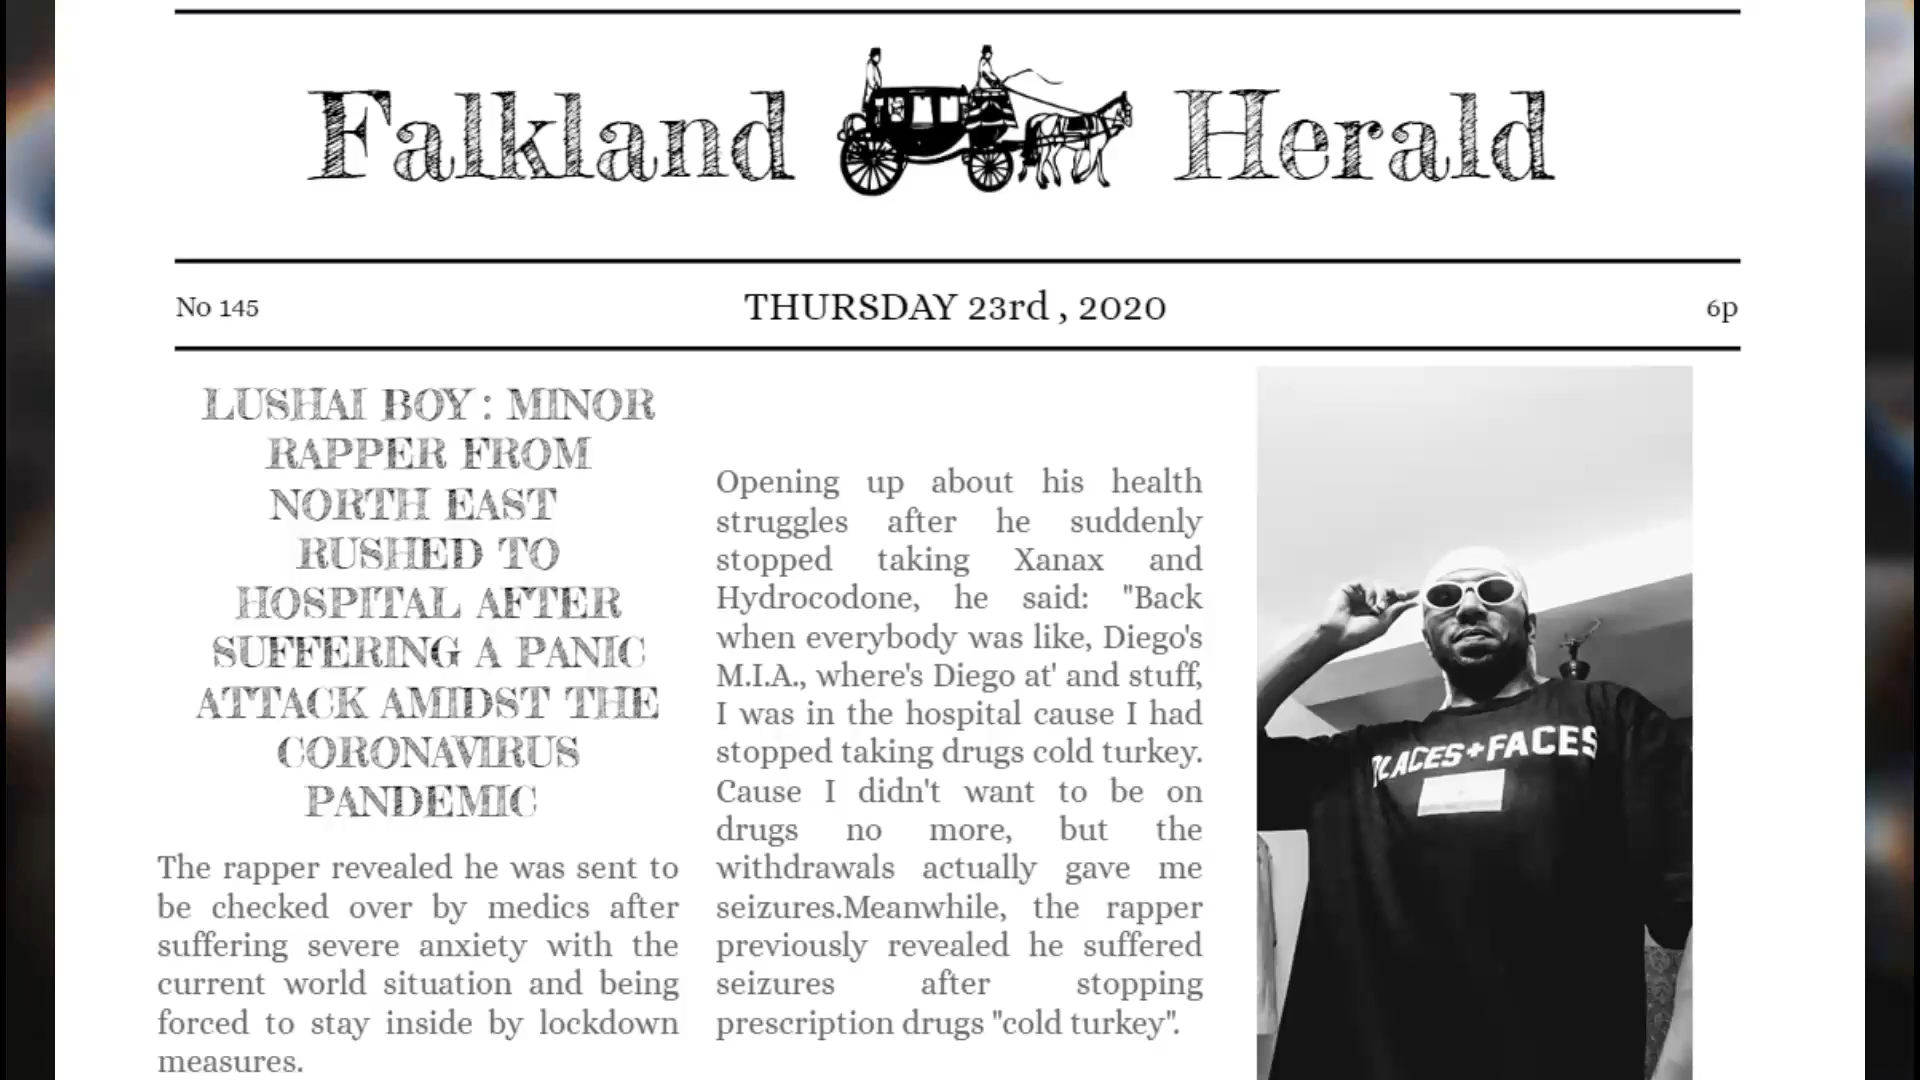 Falkland Herald
No 145
THURSDAY 23rd , 2020
6p
LUSHAI BOY : MINOR
RAPPER FROM
NORTH EAST
RUSHED TO
HOSPITAL AFTER
SUFFERING A PANIC
ATTACK AMIDST THE
CORONAVIRUS
PANDEMIC
The rapper revealed he was sent to
be checked over by medics after
suffering severe anxiety with the
current world situation and being
forced to stay inside by lockdown
measures.
Opening up about his health
struggles after he suddenly
stopped taking Xanax and
Hydrocodone, he said: "Back
when everybody was like, Diego's
M.I.A., where's Diego at' and stuff,
I was in the hospital cause I had
stopped taking drugs cold turkey.
Cause I didn't want to be on
drugs no more, but the
withdrawals actually gave me
seizures.Meanwhile, the rapper
previously revealed he suffered
seizures after stopping
prescription drugs "cold turkey".
PLACES+FACES